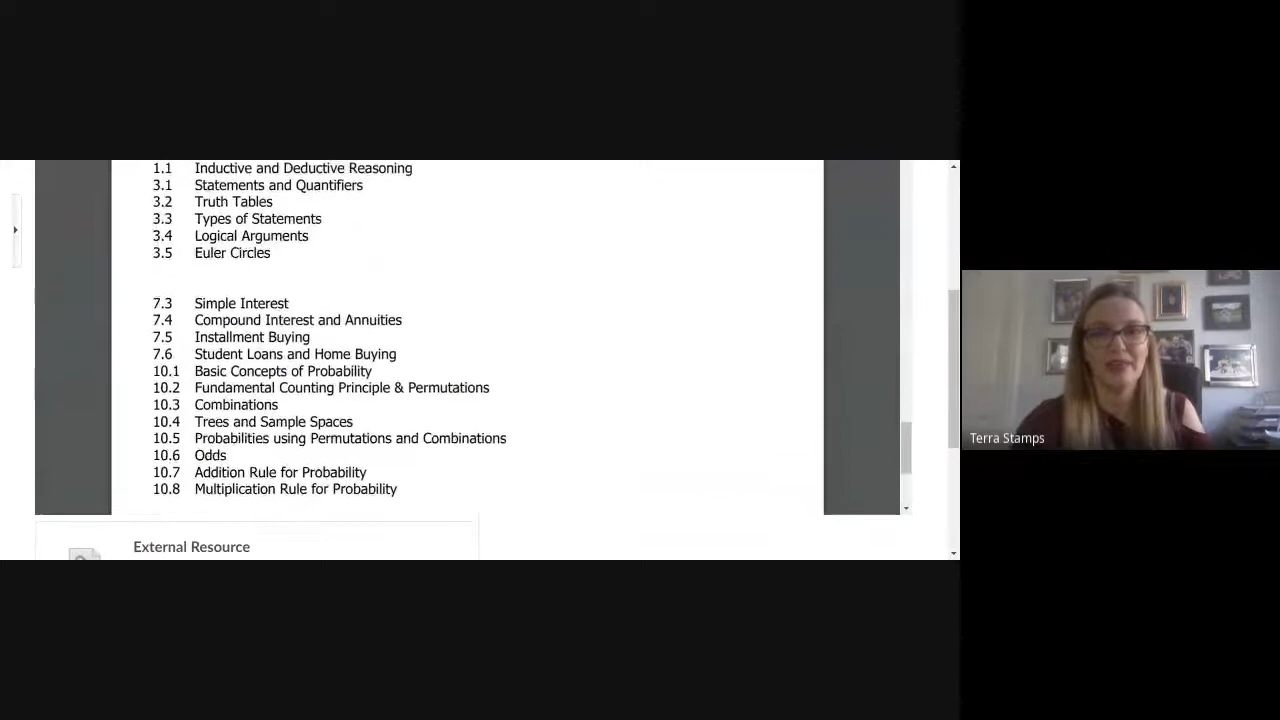 1.1 Inductive and Deductive Reasoning
3.1 Statements and Quantifiers
3.2 Truth Tables
3.3 Types of Statements
3.4 Logical Arguments
3.5 Euler Circles
7.3 Simple Interest
7.4 Compound Interest and Annuities
7.5 Installment Buying
7.6 Student Loans and Home Buying
10.1 Basic Concepts of Probability
10.2 Fundamental Counting Principle & Permutations
10.3 Combinations
10.4 Trees and Sample Spaces
10.5 Probabilities using Permutations and Combinations
10.6 Odds
10.7 Addition Rule for Probability
10.8 Multiplication Rule for Probability
External Resource
Terra Stamps